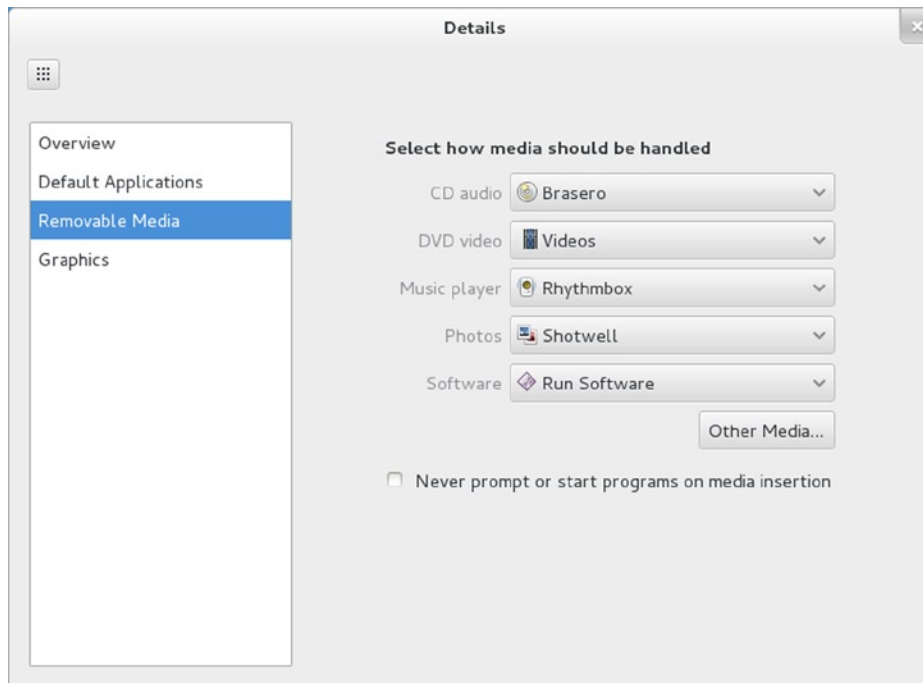 Details
Overview
Default Applications
Removable Media
Graphics
Select how media should be handled
CD audio Brasero
DVD video Videos
Music player Rhythmbox
Photos Shotwell
Software Run Software
Other Media...
Never prompt or start programs on media insertion